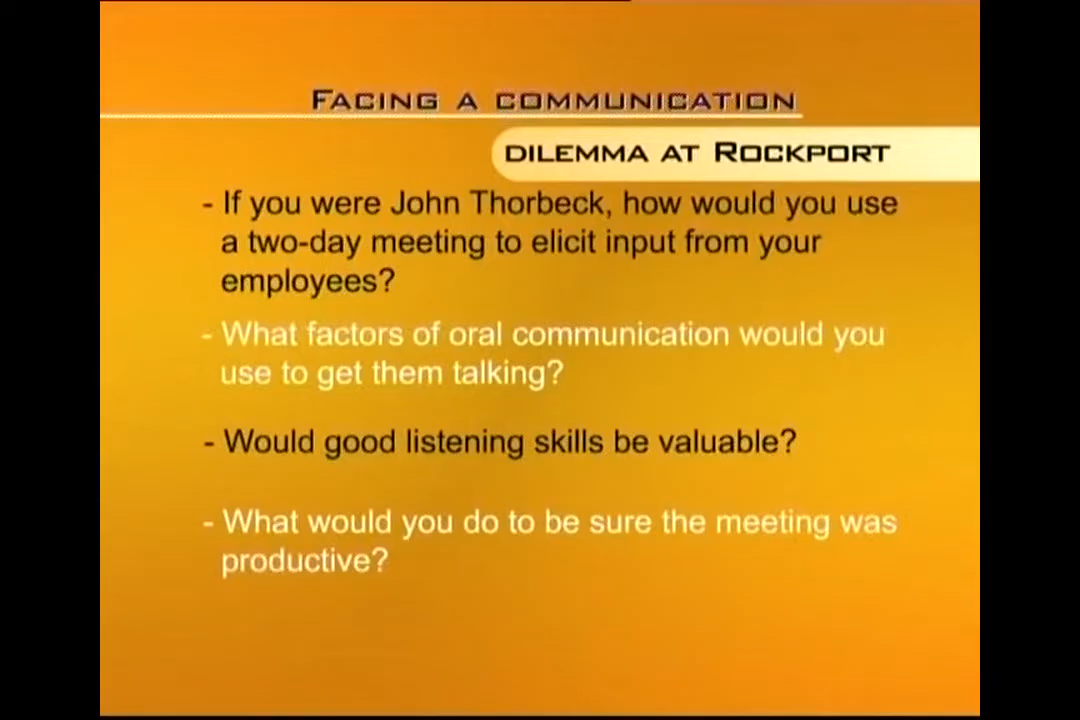 FACING A COMMUNICATION
DILEMMA AT ROCKPORT
- If you were John Thorbeck, how would you use
a two-day meeting to elicit input from your
employees?
- What factors of oral communication would you
use to get them talking?
- Would good listening skills be valuable?
- What would you do to be sure the meeting was
productive?